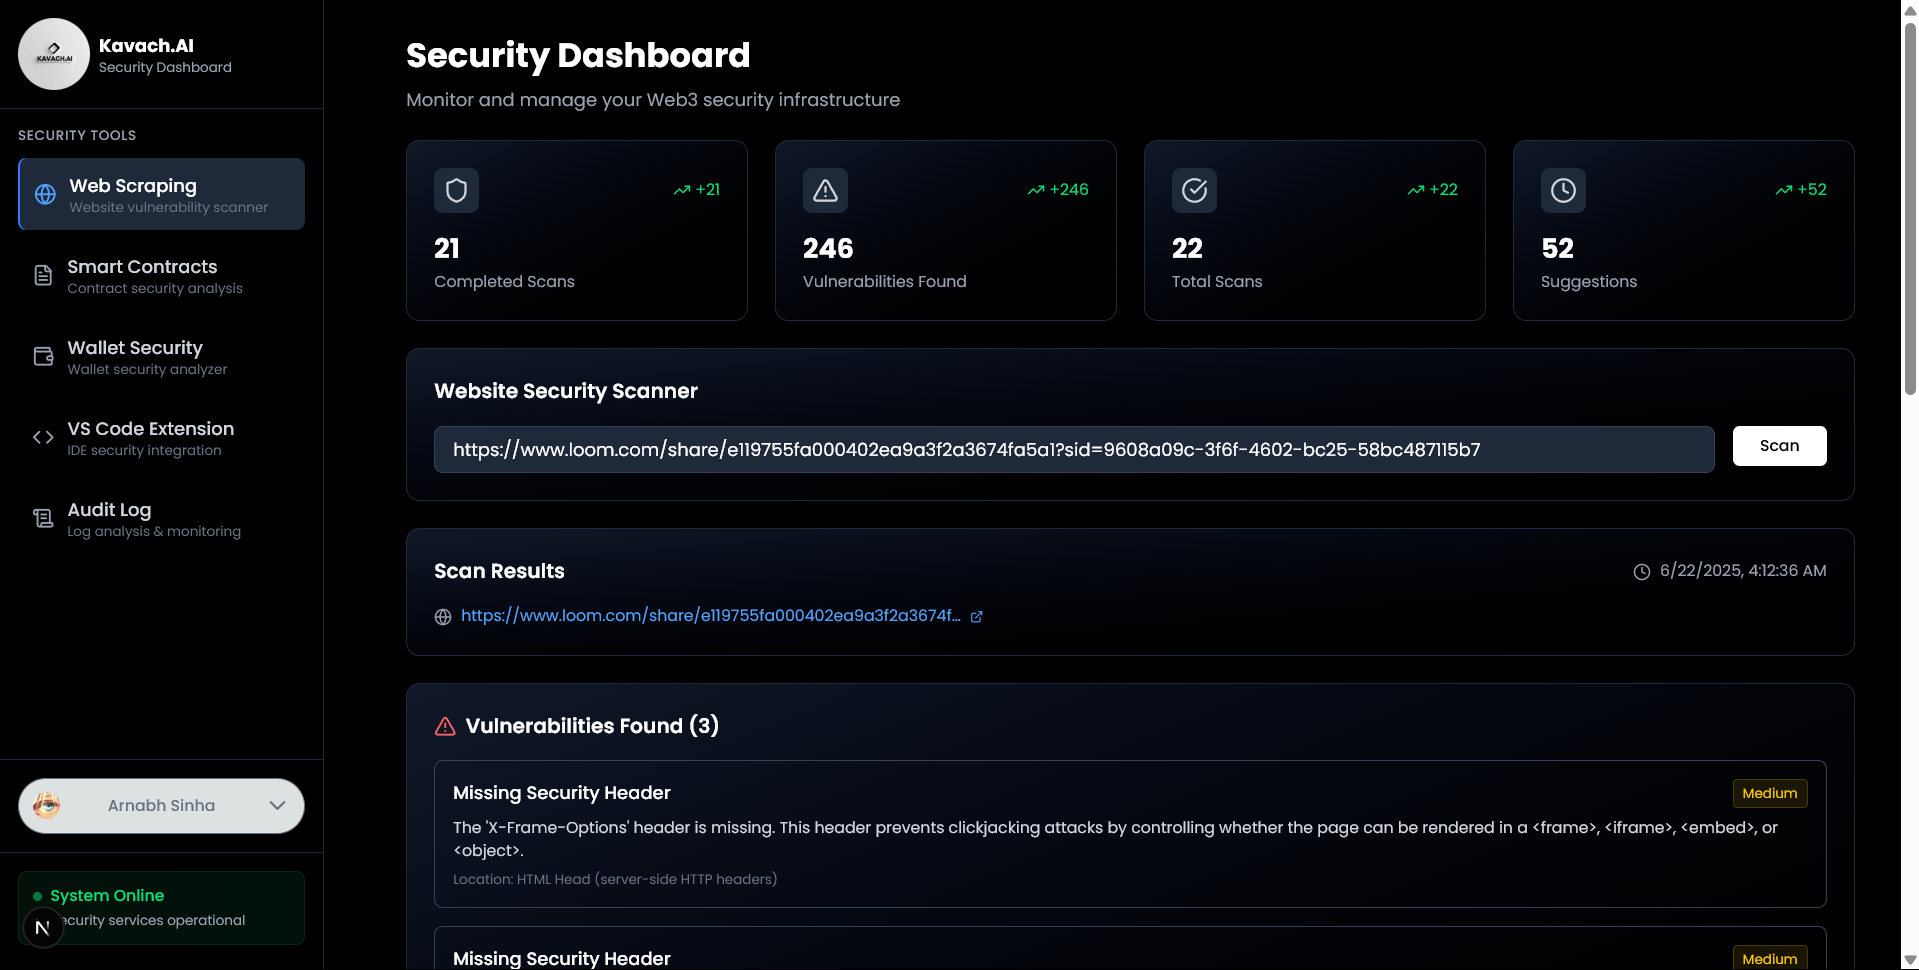 KAVACH.AI
Kavach.AI
Security Dashboard
SECURITY TOOLS
Web Scraping
Website vulnerability scanner
Smart Contracts
Contract security analysis
Wallet Security
Wallet security analyzer
VS Code Extension
IDE security integration
Audit Log
Log analysis & monitoring
Arnabh Sinha
System Online
ecurity services operational
N
Security Dashboard
Monitor and manage your Web3 security infrastructure
+21
21
Completed Scans
+246
246
Vulnerabilities Found
+22
22
Total Scans
+52
52
Suggestions
Website Security Scanner
https://www.loom.com/share/e119755fa000402ea9a3f2a3674fa5a1?sid=9608a09c-3f6f-4602-bc25-58bc487115b7
Scan
Scan Results
6/22/2025, 4:12:36 AM
https://www.loom.com/share/e119755fa000402ea9a3f2a3674f...
Vulnerabilities Found (3)
Missing Security Header
Medium
The 'X-Frame-Options' header is missing. This header prevents clickjacking attacks by controlling whether the page can be rendered in a <frame>, <iframe>, <embed>, or
<object>.
Location: HTML Head (server-side HTTP headers)
Missing Security Header
Medium